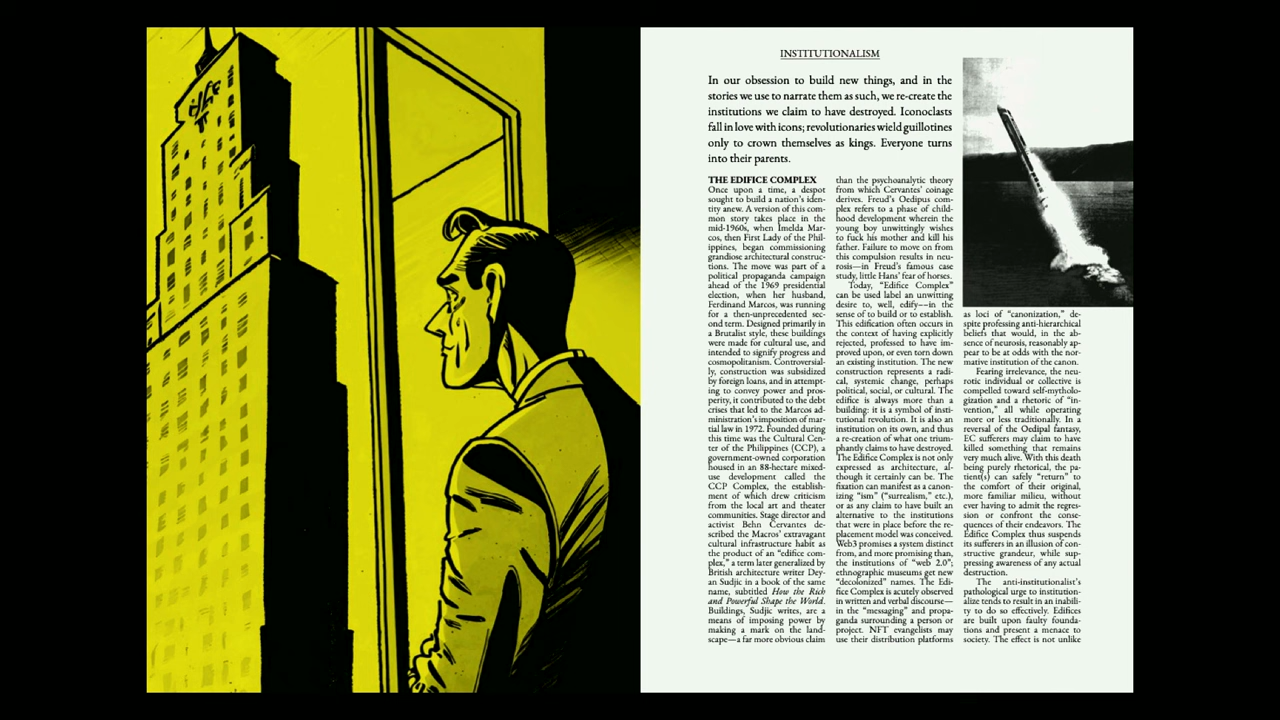 INSTITUTIONALISM
In our obsession to build new things, and in the
stories we use to narrate them as such, we re-create the
institutions we claim to have destroyed. Iconoclasts
fall in love with icons; revolutionaries wield guillotines
only to crown themselves as kings. Everyone turns
into their parents.
THE EDIFICE COMPLEX
Once upon a time, a despot
sought to build a nation's iden-
tity anew. A version of this com-
mon story takes place in the
mid-1960s, when Imelda Mar-
cos, then First Lady of the Phil-
ippines, began commissioning
grandiose architectural construc-
tions. The move was part of a
political propaganda campaign
ahead of the 1969 presidential
election, when her husband,
Ferdinand Marcos, was running
for a then-unprecedented sec-
ond term. Designed primarily in
a Brutalist style, these buildings
were made for cultural use, and
intended to signify progress and
cosmopolitanism. Controversial-
ly, construction was subsidized
by foreign loans, and in attempt-
ing to convey power and pros-
perity, it contributed to the debt
crises that led to the Marcos ad-
ministration's imposition of mar-
tial law in 1972. Founded during
this time was the Cultural Cen-
ter of the Philippines (CCP), a
government-owned corporation
housed in an 88-hectare mixed-
use development called the
CCP Complex, the establish-
ment of which drew criticism
from the local art and theater
communities. Stage director and
activist Behn Cervantes de-
scribed the Macros' extravagant
cultural infrastructure habit as
the product of an "edifice com-
plex," a term later generalized by
British architecture writer Dey-
an Sudjic in a book of the same
name, subtitled How the Rich
and Powerful Shape the World.
Buildings, Sudjic writes, are a
means of imposing power by
making a mark on the land-
scape—a far more obvious claim
than the psychoanalytic theory
from which Cervantes' coinage
derives. Freud's Oedipus com-
plex refers to a phase of child-
hood development wherein the
young boy unwittingly wishes
to fuck his mother and kill his
father. Failure to move on from
this compulsion results in neu-
rosis—in Freud's famous case
study, little Hans' fear of horses.
Today, "Edifice Complex"
can be used label an unwitting
desire to, well, edify––in the
sense of to build or to establish.
This edification often occurs in
the context of having explicitly
rejected, professed to have im-
proved upon, or even torn down
an existing institution. The new
construction represents a radi-
cal, systemic change, perhaps
political, social, or cultural. The
edifice is always more than a
building: it is a symbol of insti-
tutional revolution. It is also an
institution on its own, and thus
a re-creation of what one trium-
phantly claims to have destroyed.
The Edifice Complex is not only
expressed as architecture, al-
though it certainly can be. The
fixation can manifest as a canon-
izing "ism" ("surrealism," etc.),
or as any claim to have built an
alternative to the institutions
that were in place before the re-
placement model was conceived.
Web3 promises a system distinct
from, and more promising than,
the institutions of "web 2.0";
ethnographic museums get new
"decolonized" names. The Edi-
fice Complex is acutely observed
in written and verbal discourse—
in the "messaging" and propa-
ganda surrounding a person or
project. NFT evangelists may
use their distribution platforms
as loci of "canonization," de-
spite professing anti-hierarchical
beliefs that would, in the ab-
sence of neurosis, reasonably ap-
pear to be at odds with the nor-
mative institution of the canon.
Fearing irrelevance, the neu-
rotic individual or collective is
compelled toward self-mytholo-
gization and a rhetoric of "in-
vention," all while operating
more or less traditionally. In a
reversal of the Oedipal fantasy,
EC sufferers may claim to have
killed something that remains
very much alive. With this death
being purely rhetorical, the pa-
tient(s) can safely "return" to
the comfort of their original,
more familiar milieu, without
ever having to admit the regres-
sion or confront the conse-
quences of their endeavors. The
Edifice Complex thus suspends
its sufferers in an illusion of con-
structive grandeur, while sup-
pressing awareness of any actual
destruction.
The anti-institutionalist's
pathological urge to institution-
alize tends to result in an inabili-
ty to do so effectively. Edifices
are built upon faulty founda-
tions and present a menace to
society. The effect is not unlike